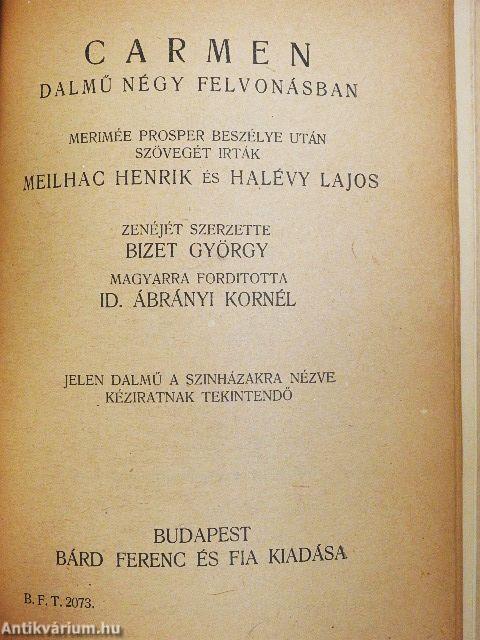 CARMEN
DALMŰ NÉGY FELVONÁSBAN
MERIMÉE PROSPER BESZÉLYE UTÁN
SZÖVEGÉT IRTÁK
MEILHAC HENRIK ÉS HALÉVY LAJOS
ZENÉJÉT SZERZETTE
BIZET GYÖRGY
MAGYARRA FORDITOTTA
ID. ÁBRÁNYI KORNÉL
JELEN DALMŰ A SZINHÁZAKRA NÉZVE
KÉZIRATNAK TEKINTENDŐ
BUDAPEST
BÁRD FERENC ÉS FIA KIADÁSA
B. F. T. 2073.
Antikvárium.hu